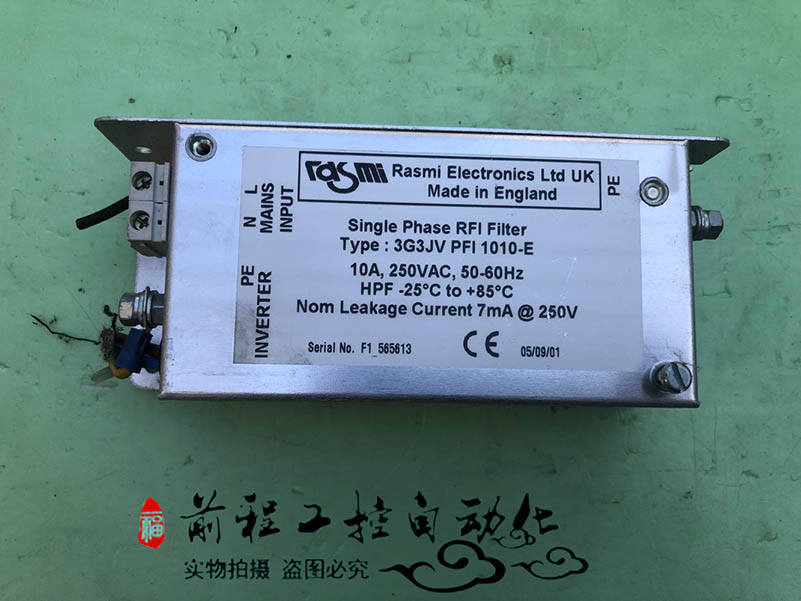 rasmi
Rasmi Electronics Ltd UK
Made in England
PE
L
N
MAINS
INPUT
Single Phase RFI Filter
Type : 3G3JV PFI 1010-E
10A, 250VAC, 50-60Hz
HPF -25°C to +85°C
Nom Leakage Current 7mA @ 250V
PE
INVERTER
Serial No. F1_565613
CE
05/09/01
福
前程工控自动化
实物拍摄 盗图必究